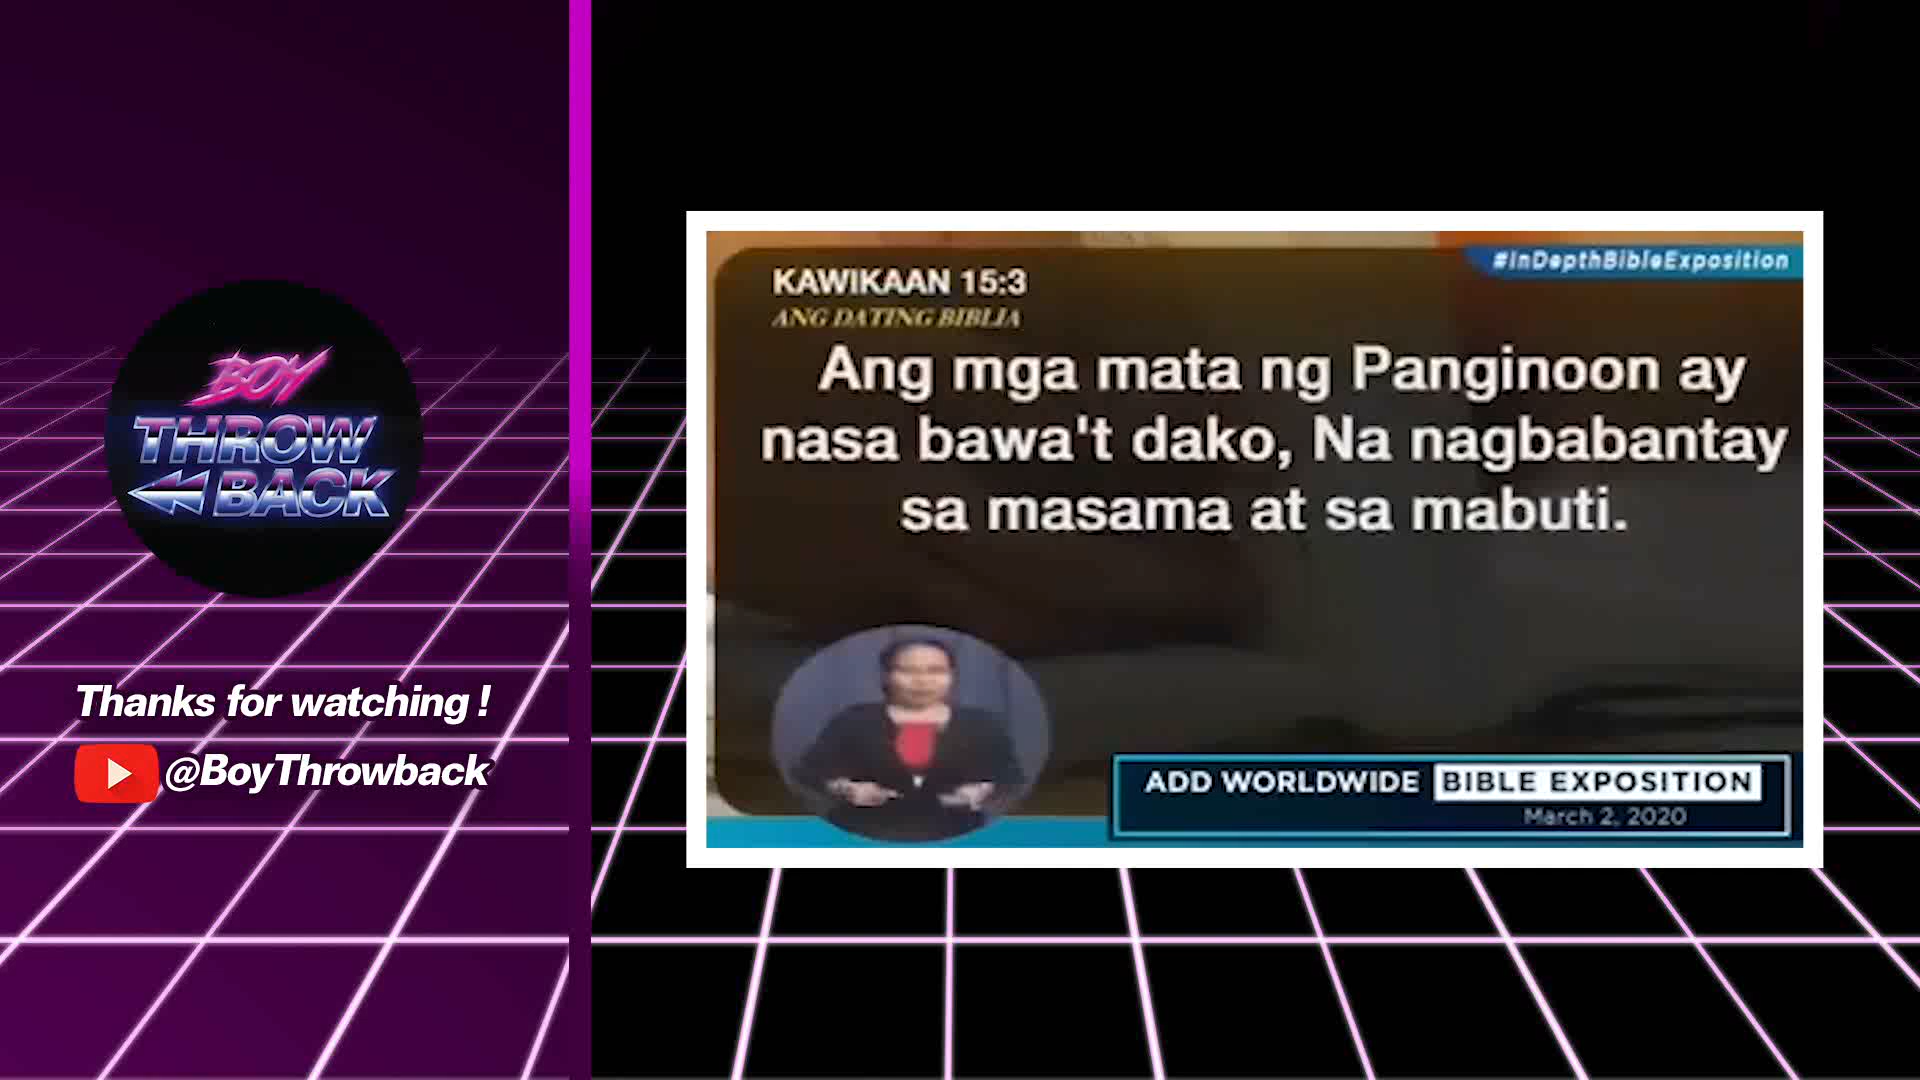 BOY
THROW
BACK
Thanks for watching !
@BoyThrowback
#InDepthBibleExposition
KAWIKAAN 15:3
ANG DATING BIBLIA
Ang mga mata ng Panginoon ay
nasa bawa't dako, Na nagbabantay
sa masama at sa mabuti.
ADD WORLDWIDE BIBLE EXPOSITION
March 2, 2020